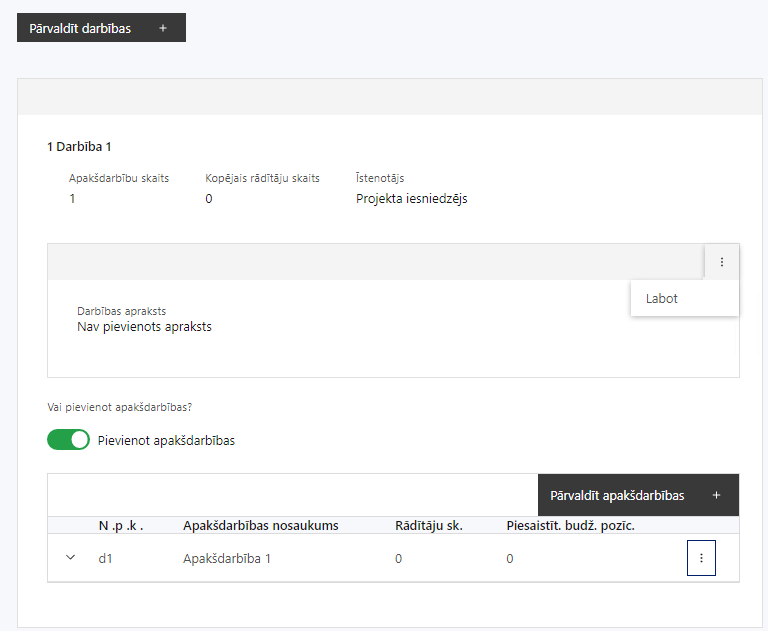 Pārvaldīt darbības +
1 Darbība 1
Apakšdarbību skaits Kopējais rādītāju skaits Īstenotājs
1 0 Projekta iesniedzējs
Labot
Darbības apraksts
Nav pievienots apraksts
Vai pievienot apakšdarbības?
Pievienot apakšdarbības
Pārvaldīt apakšdarbības +
N .p .k . Apakšdarbības nosaukums Rādītāju sk. Piesaistīt. budž. pozīc.
d1 Apakšdarbība 1 0 0